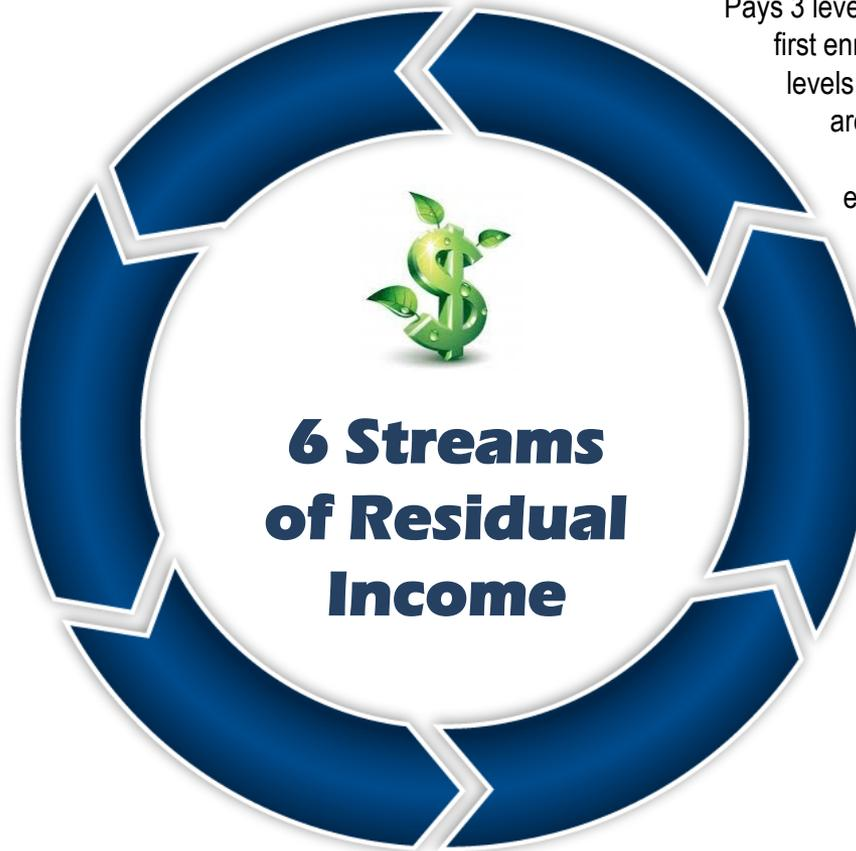 Pays 3
first
levels
6 Streams
of Residual
Income